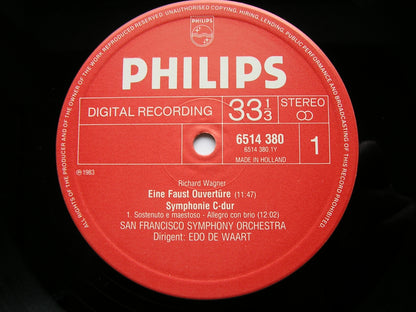 ALL RIGHTS OF THE PRODUCER AND OF THE OWNER OF THE WORK REPRODUCED RESERVED. UNAUTHORISED COPYING, HIRING, LENDING, PUBLIC PERFORMANCE AND BROADCASTING OF THIS RECORD PROHIBITED.
PHILIPS
PHILIPS
DIGITAL RECORDING
33 1/3
STEREO
6514 380
6514 380 1Y
MADE IN HOLLAND
1
℗ 1983
Richard Wagner
Eine Faust Ouvertüre (11:47)
Symphonie C-dur
1. Sostenuto e maestoso - Allegro con brio (12:02)
SAN FRANCISCO SYMPHONY ORCHESTRA
Dirigent: EDO DE WAART